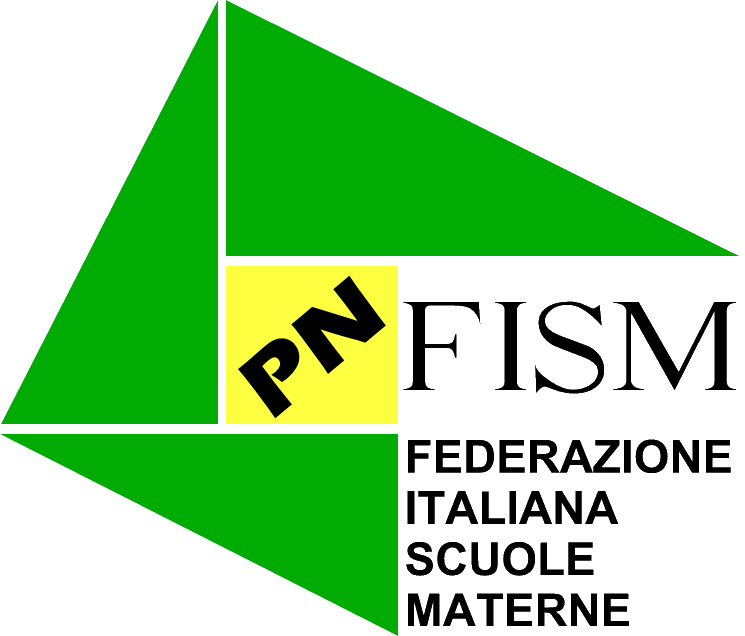 PN
FISM
FEDERAZIONE
ITALIANA
SCUOLE
MATERNE